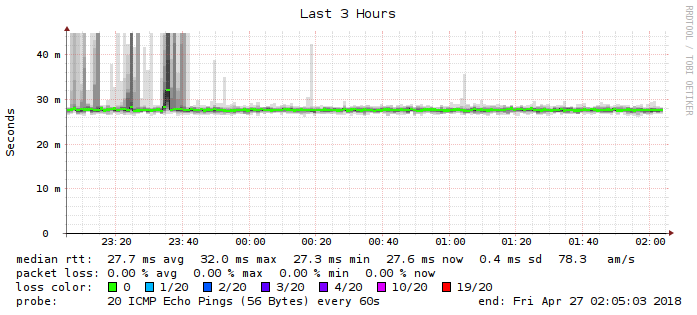 Last 3 Hours
RRDTOOL / TOBI OETIKER
Seconds
40 m
30 m
20 m
10 m
0
23:20 23:40 00:00 00:20 00:40 01:00 01:20 01:40 02:00
median rtt: 27.7 ms avg 32.0 ms max 27.3 ms min 27.6 ms now 0.4 ms sd 78.3 am/s
packet loss: 0.00 % avg 0.00 % max 0.00 % min 0.00 % now
loss color: 0 1/20 2/20 3/20 4/20 10/20 19/20
probe: 20 ICMP Echo Pings (56 Bytes) every 60s end: Fri Apr 27 02:05:03 2018